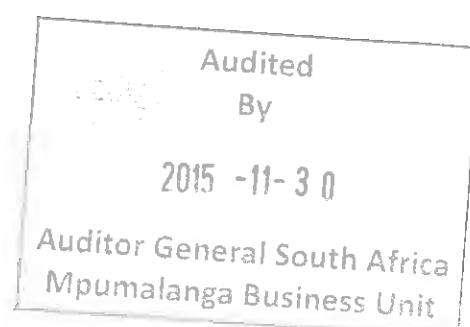 Audited
By
2015 -11- 30
Auditor General South Africa
Mpumalanga Business Unit